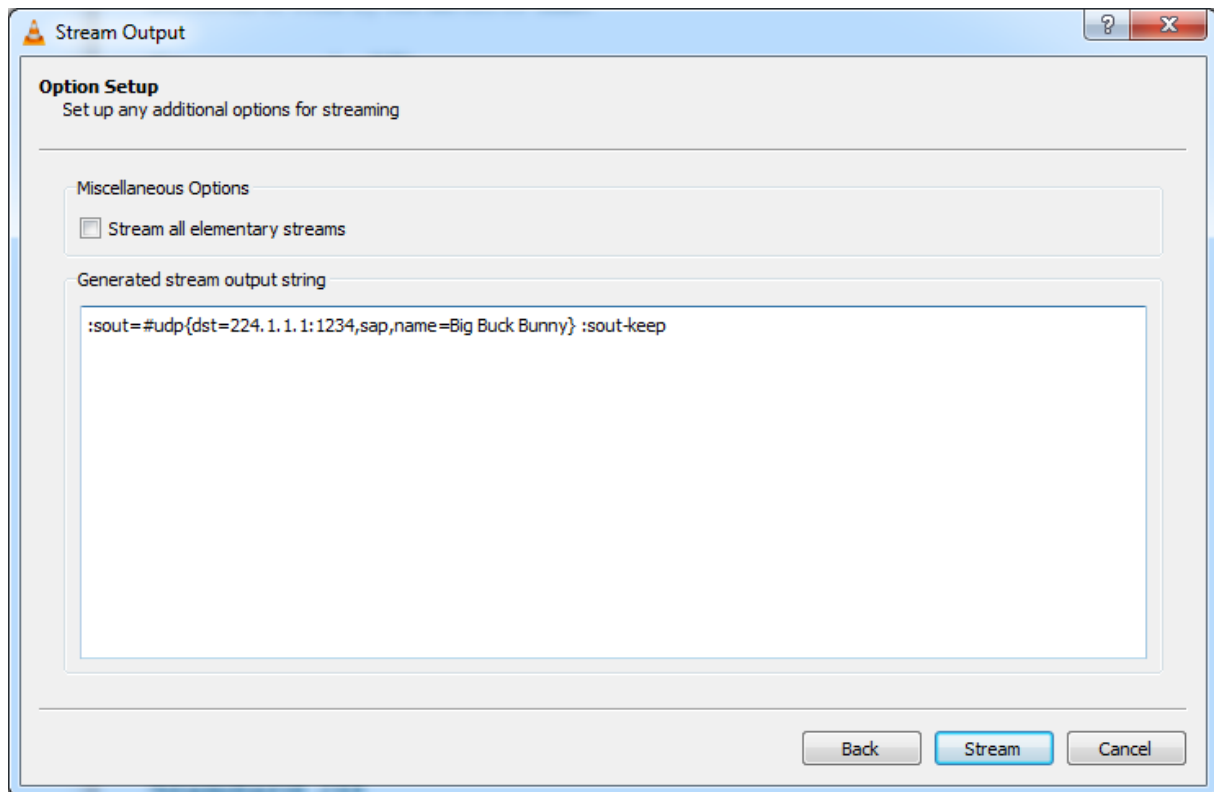 Stream Output
?
Option Setup
Set up any additional options for streaming
Miscellaneous Options
Stream all elementary streams
Generated stream output string
:sout=#udp{dst=224.1.1.1:1234,sap,name=Big Buck Bunny} :sout-keep
Back Stream Cancel